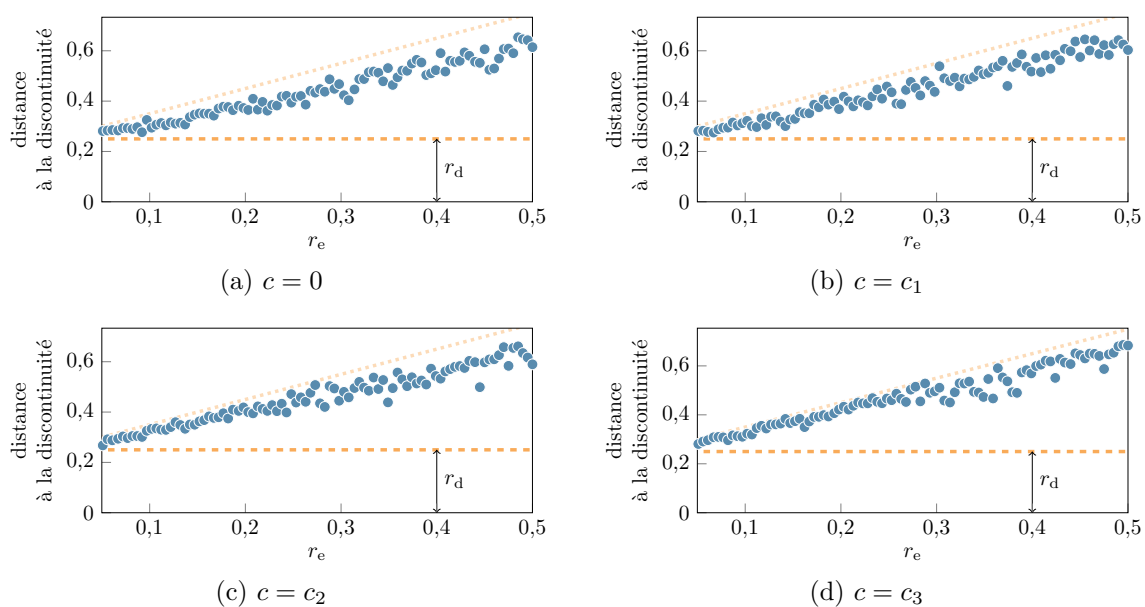 distance
à la discontinuité
0,6
0,4
0,2
0
r_d
0,1 0,2 0,3 0,4 0,5
r_e
(a) c = 0
distance
à la discontinuité
0,6
0,4
0,2
0
r_d
0,1 0,2 0,3 0,4 0,5
r_e
(b) c = c_1
distance
à la discontinuité
0,6
0,4
0,2
0
r_d
0,1 0,2 0,3 0,4 0,5
r_e
(c) c = c_2
distance
à la discontinuité
0,6
0,4
0,2
0
r_d
0,1 0,2 0,3 0,4 0,5
r_e
(d) c = c_3